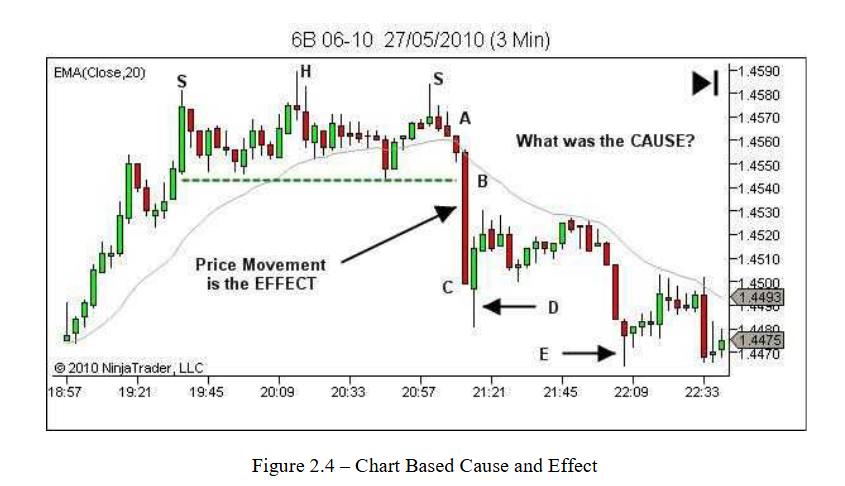 6B 06-10 27/05/2010 (3 Min)
EMA(Close,20)
S
H
S
A
What was the CAUSE?
B
Price Movement
is the EFFECT
C
D
E
1.4590
1.4580
1.4570
1.4560
1.4550
1.4540
1.4530
1.4520
1.4510
1.4500
1.4493
1.4490
1.4480
1.4475
1.4470
© 2010 NinjaTrader, LLC
18:57 19:21 19:45 20:09 20:33 20:57 21:21 21:45 22:09 22:33
Figure 2.4 – Chart Based Cause and Effect